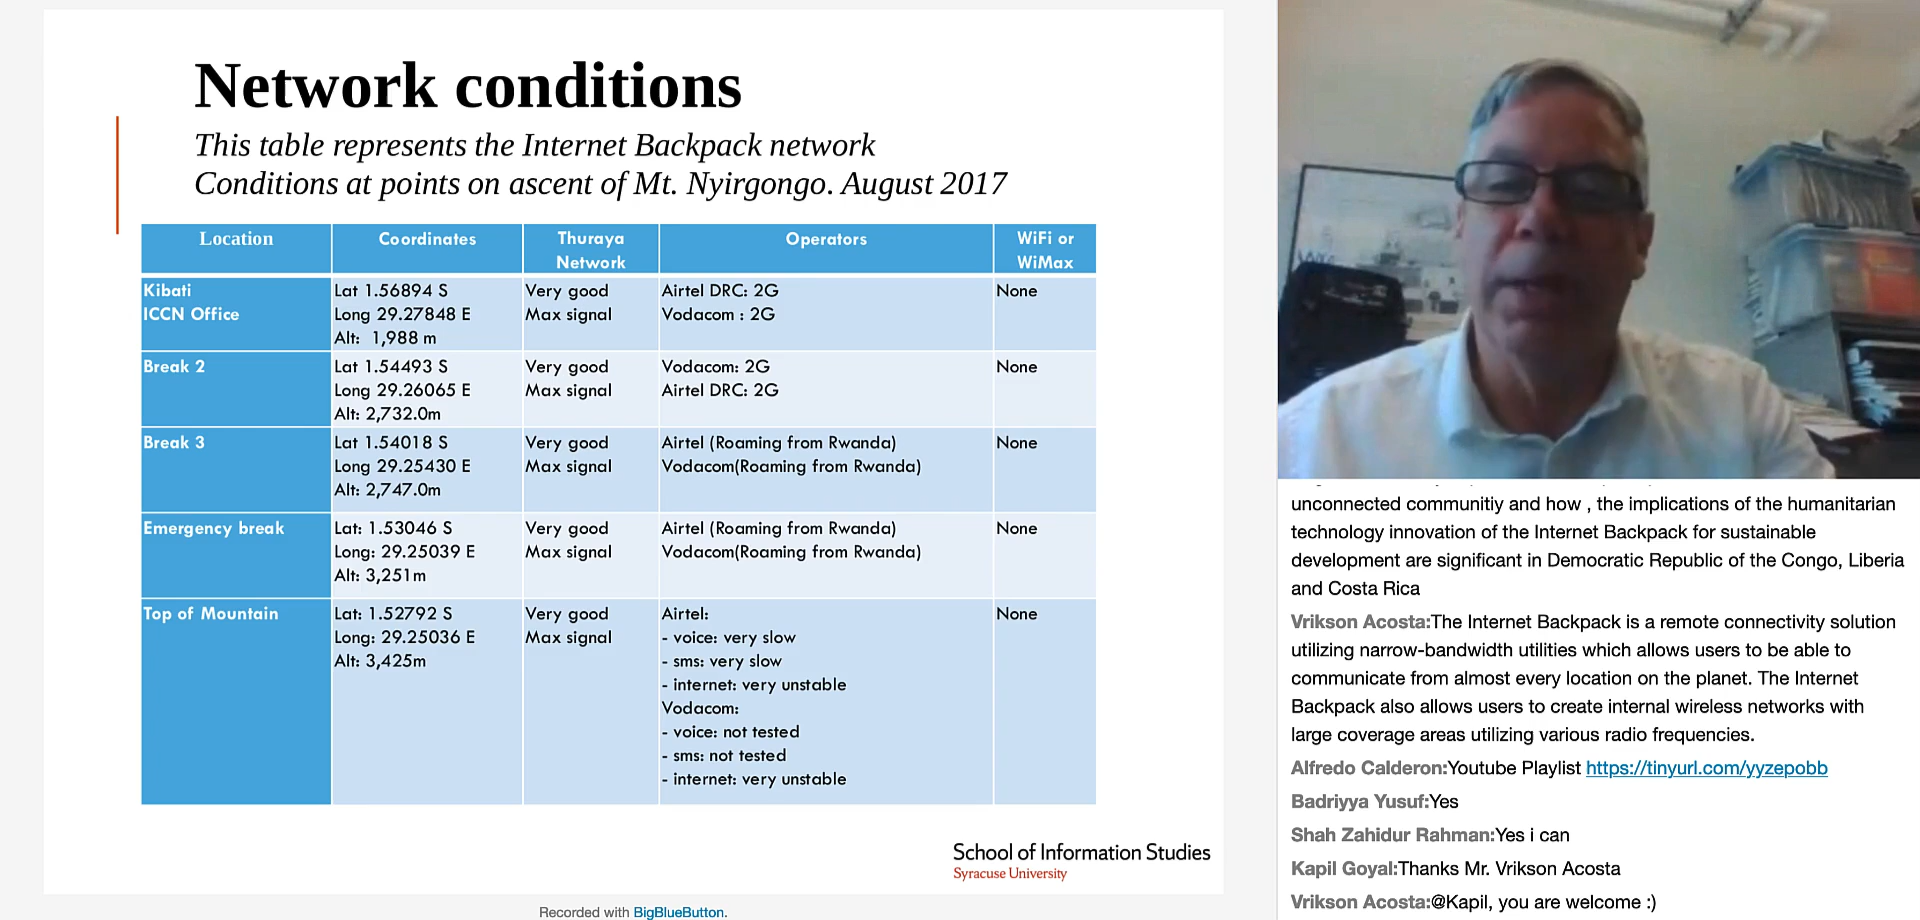 Network conditions
This table represents the Internet Backpack network
Conditions at points on ascent of Mt. Nyirgongo. August 2017
Location
Coordinates
Thuraya
Network
Operators
WiFi or
WiMax
Kibati
ICCN Office
Lat 1.56894 S
Long 29.27848 E
Alt:  1,988 m
Very good
Max signal
Airtel DRC: 2G
Vodacom : 2G
None
Break 2
Lat 1.54493 S
Long 29.26065 E
Alt: 2,732.0m
Very good
Max signal
Vodacom: 2G
Airtel DRC: 2G
None
Break 3
Lat 1.54018 S
Long 29.25430 E
Alt: 2,747.0m
Very good
Max signal
Airtel (Roaming from Rwanda)
Vodacom(Roaming from Rwanda)
None
Emergency break
Lat: 1.53046 S
Long: 29.25039 E
Alt: 3,251m
Very good
Max signal
Airtel (Roaming from Rwanda)
Vodacom(Roaming from Rwanda)
None
Top of Mountain
Lat: 1.52792 S
Long: 29.25036 E
Alt: 3,425m
Very good
Max signal
Airtel:
- voice: very slow
- sms: very slow
- internet: very unstable
Vodacom:
- voice: not tested
- sms: not tested
- internet: very unstable
None
School of Information Studies
Syracuse University
Recorded with BigBlueButton.
unconnected communitiy and how , the implications of the humanitarian
technology innovation of the Internet Backpack for sustainable
development are significant in Democratic Republic of the Congo, Liberia
and Costa Rica
Vrikson Acosta:The Internet Backpack is a remote connectivity solution
utilizing narrow-bandwidth utilities which allows users to be able to
communicate from almost every location on the planet. The Internet
Backpack also allows users to create internal wireless networks with
large coverage areas utilizing various radio frequencies.
Alfredo Calderon:Youtube Playlist https://tinyurl.com/yyzepobb
Badriyya Yusuf:Yes
Shah Zahidur Rahman:Yes i can
Kapil Goyal:Thanks Mr. Vrikson Acosta
Vrikson Acosta:@Kapil, you are welcome :)